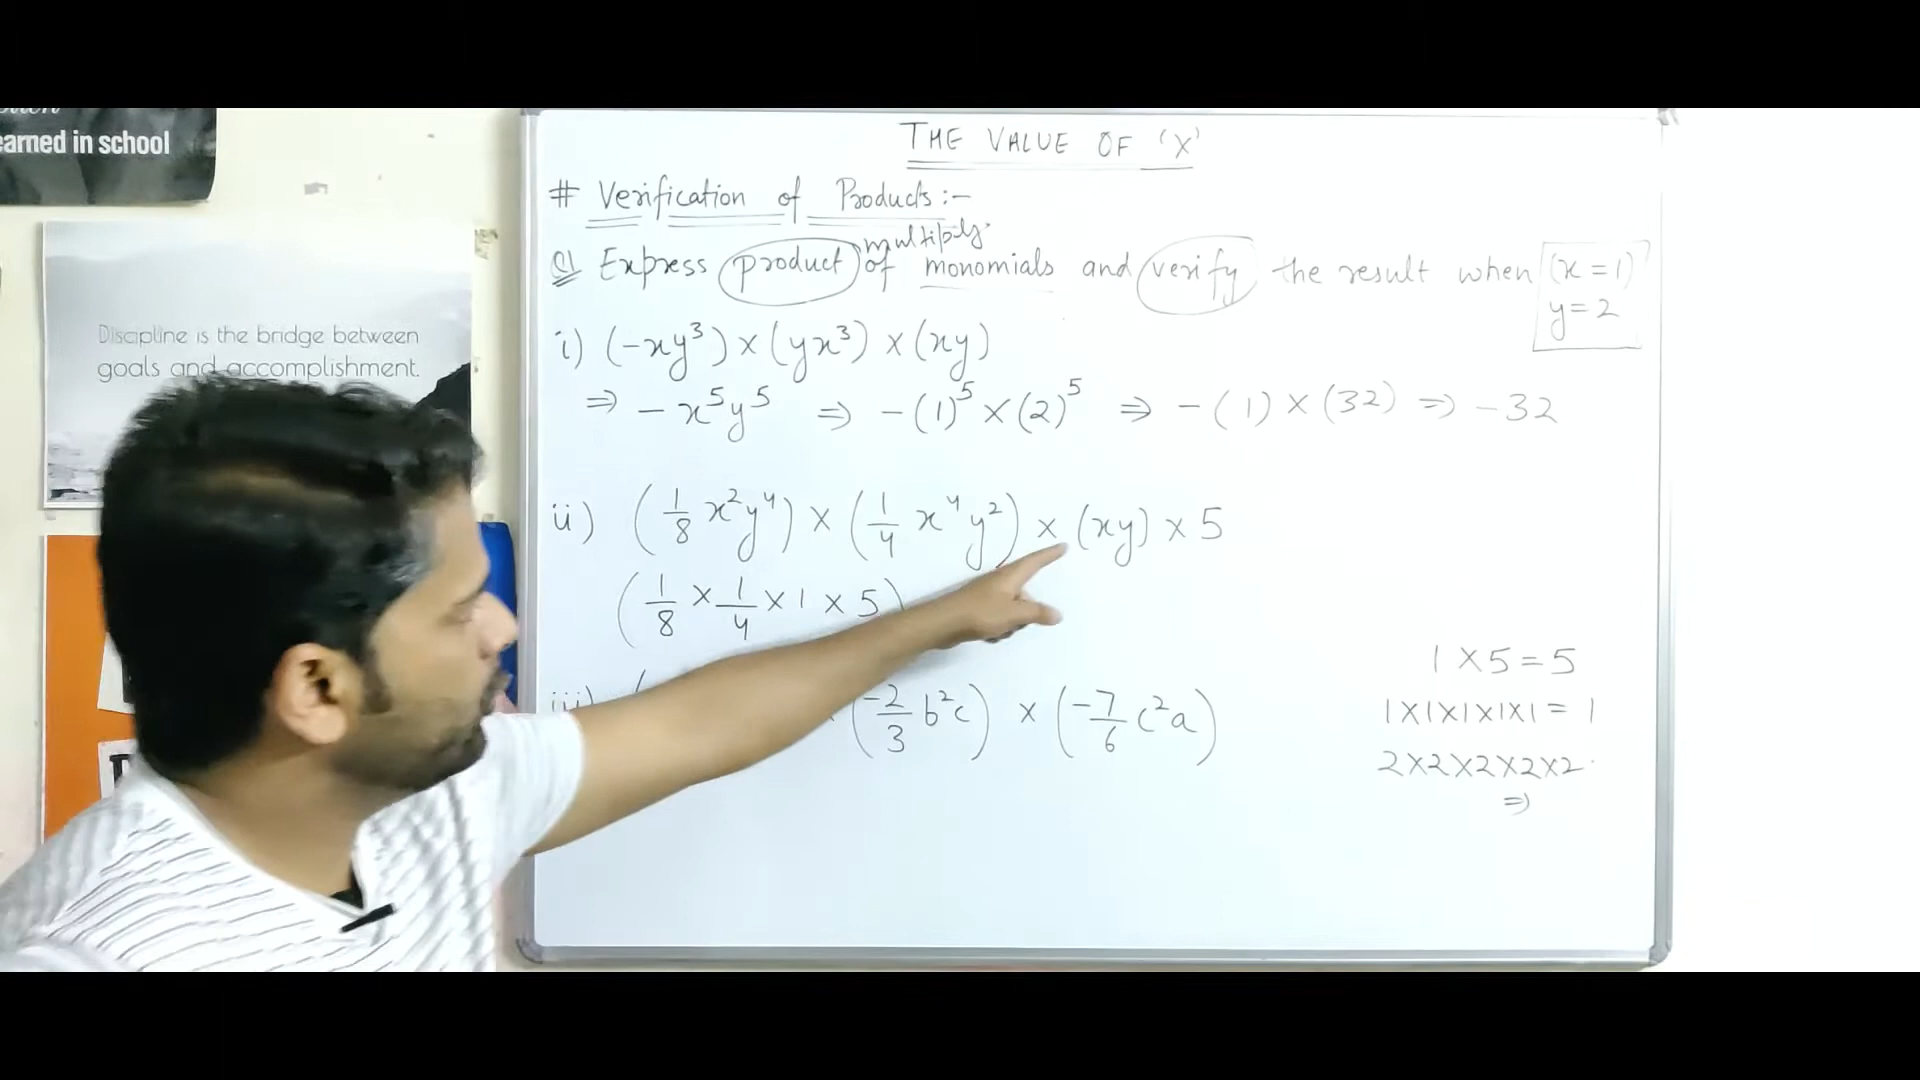 earned in school
Discipline is the bridge between
goals and accomplishment.
THE VALUE OF 'X'
# Verification of Products :-
multiply.
Q1 Express product of monomials and verify the result when (x = 1)
y = 2
i) (-xy³) × (yx³) × (xy)
⇒ - x⁵y⁵ ⇒ - (1)⁵ × (2)⁵ ⇒ - (1) × (32) ⇒ - 32
ii) (1/8 x²y⁴) × (1/4 x⁴y²) × (xy) × 5
(1/8 × 1/4 × 1 × 5)
iii) ( × (-2/3 b²c) × (-7/6 c²a)
1 × 5 = 5
1×1×1×1×1 = 1
2×2×2×2×2
⇒